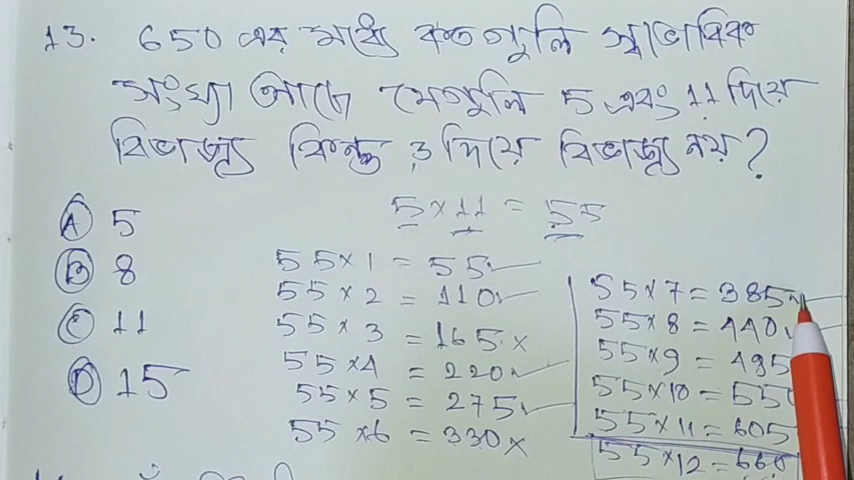 13. 650 এর মধ্যে কতগুলি স্বাভাবিক
সংখ্যা আছে যেগুলি 5 এবং 11 দিয়ে
বিভাজ্য কিন্তু 3 দিয়ে বিভাজ্য নয়?
5 × 11 = 55
A 5
B 8
C 11
D 15
55 × 1 = 55
55 × 2 = 110
55 × 3 = 165 ×
55 × 4 = 220
55 × 5 = 275
55 × 6 = 330 ×
55 × 7 = 385
55 × 8 = 440
55 × 9 = 495
55 × 10 = 550
55 × 11 = 605
55 × 12 = 660